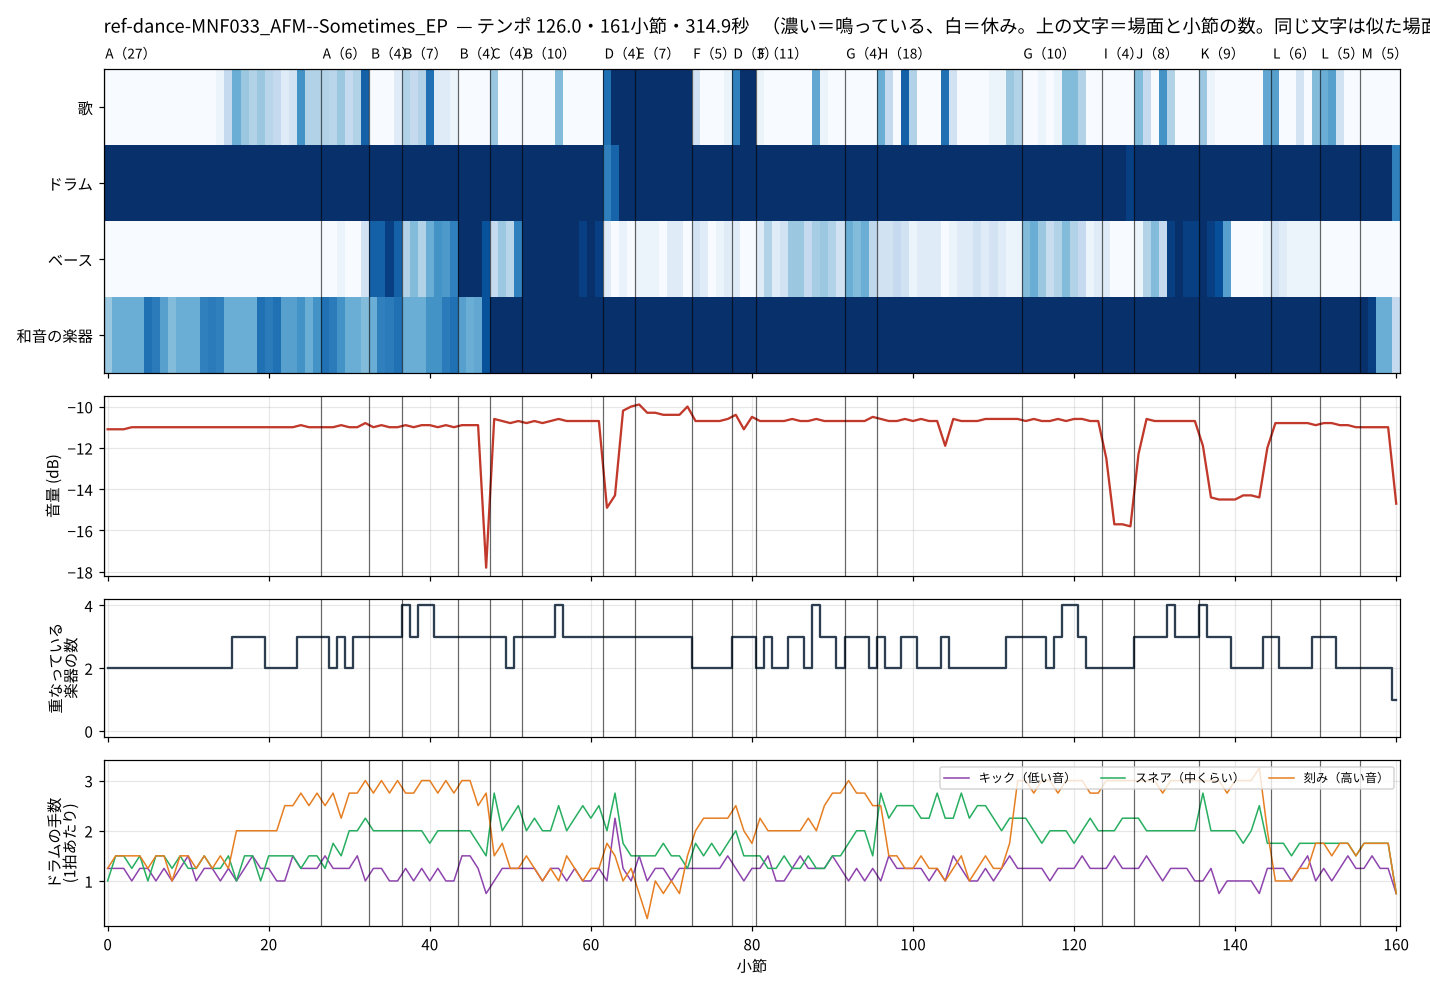 ref-dance-MNF033_AFM--Sometimes_EP — テンポ 126.0・161小節・314.9秒 （濃い＝鳴っている、白＝休み。上の文字＝場面と小節の数。同じ文字は似た場面
A（27） A（6） B（4） B（7） B（4） C（4） B（10） D（4） E（7） F（5） D（3） F（11） G（4） H（18） G（10） I（4） J（8） K（9） L（6） L（5） M（5）
歌
ドラム
ベース
和音の楽器
音量 (dB)
−10
−12
−14
−16
−18
重なっている
楽器の数
4
2
0
ドラムの手数
（1拍あたり）
3
2
1
キック（低い音） スネア（中くらい） 刻み（高い音）
0 20 40 60 80 100 120 140 160
小節